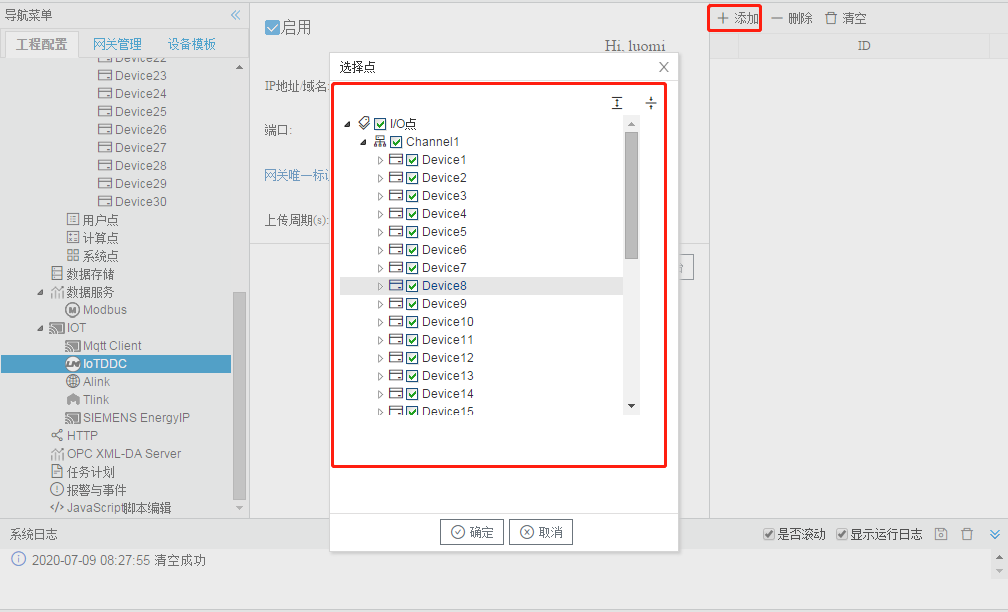 导航菜单
工程配置 网关管理 设备模板
Device22
Device23
Device24
Device25
Device26
Device27
Device28
Device29
Device30
用户点
计算点
系统点
数据存储
数据服务
Modbus
IOT
Mqtt Client
IoTDDC
Alink
Tlink
SIEMENS EnergyIP
HTTP
OPC XML-DA Server
任务计划
报警与事件
JavaScript脚本编辑
启用
Hi, luomi
IP地址/域名:
端口:
网关唯一标识
上传周期(s):
选择点
I/O点
Channel1
Device1
Device2
Device3
Device4
Device5
Device6
Device7
Device8
Device9
Device10
Device11
Device12
Device13
Device14
Device15
确定 取消
添加 删除 清空
ID
系统日志 是否滚动 显示运行日志
2020-07-09 08:27:55 清空成功